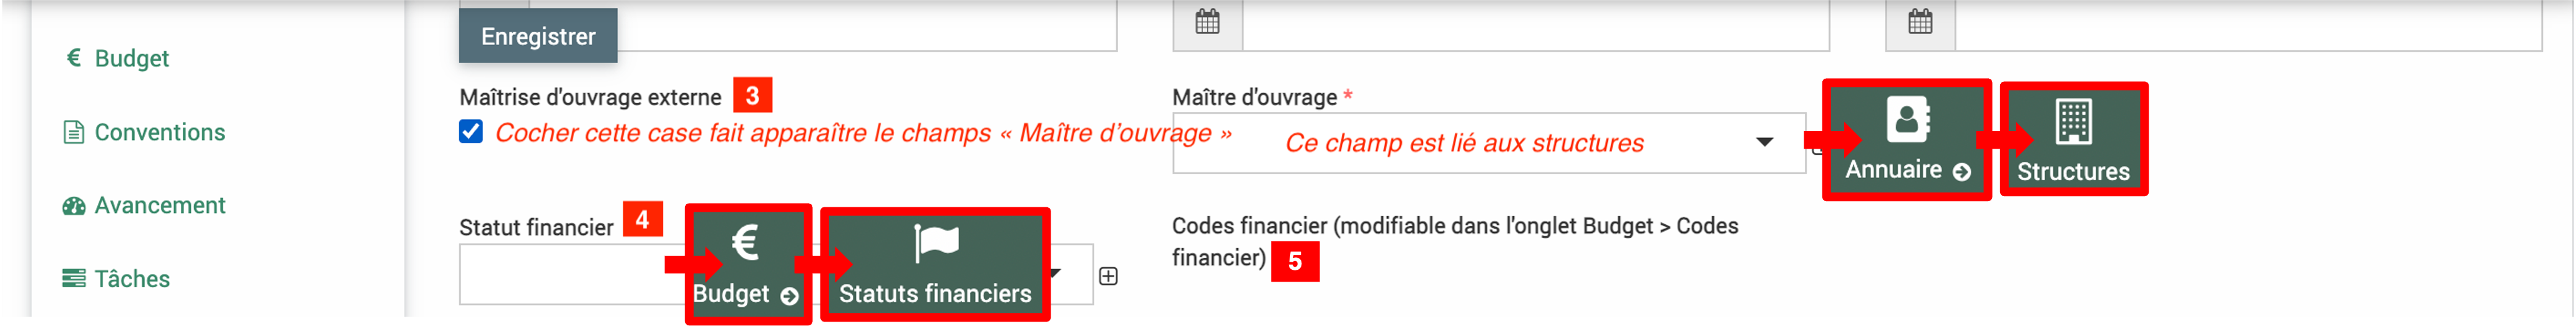 Enregistrer
€ Budget
Conventions
Avancement
Tâches
Maîtrise d'ouvrage externe 3
Cocher cette case fait apparaître le champs « Maître d’ouvrage »
Maître d'ouvrage *
Ce champ est lié aux structures
Annuaire
Structures
Statut financier 4
€
Budget
Statuts financiers
Codes financier (modifiable dans l'onglet Budget > Codes
financier) 5